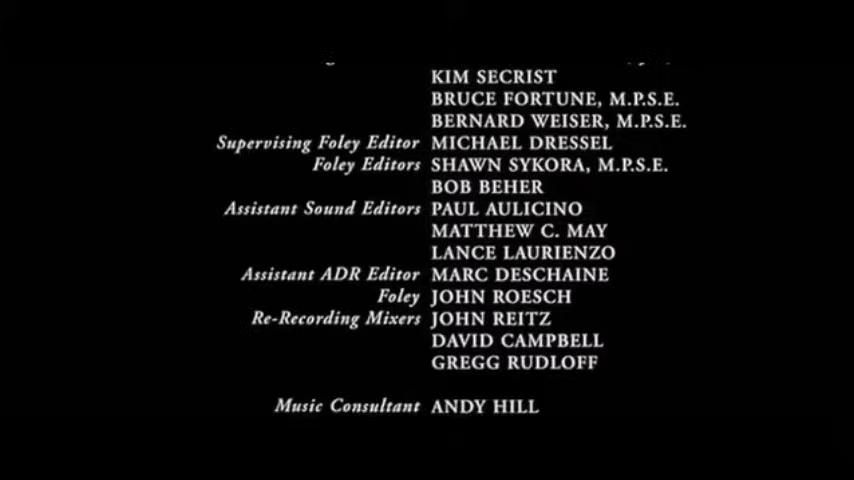 KIM SECRIST
BRUCE FORTUNE, M.P.S.E.
BERNARD WEISER, M.P.S.E.
Supervising Foley Editor MICHAEL DRESSEL
Foley Editors SHAWN SYKORA, M.P.S.E.
BOB BEHER
Assistant Sound Editors PAUL AULICINO
MATTHEW C. MAY
LANCE LAURIENZO
Assistant ADR Editor MARC DESCHAINE
Foley JOHN ROESCH
Re-Recording Mixers JOHN REITZ
DAVID CAMPBELL
GREGG RUDLOFF
Music Consultant ANDY HILL